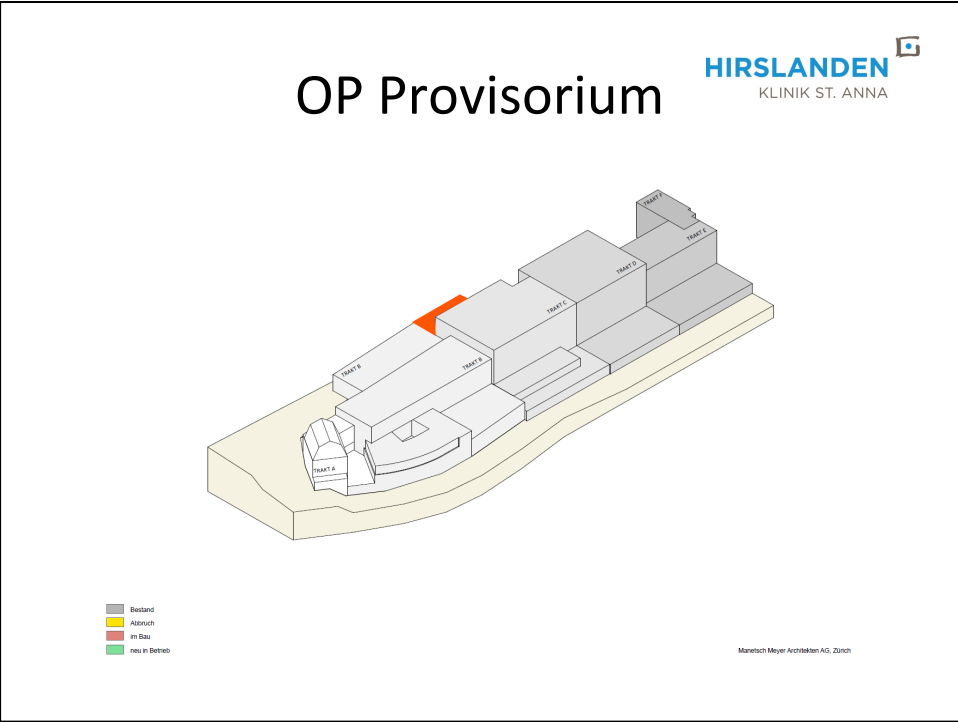 OP Provisorium
HIRSLANDEN
KLINIK ST. ANNA
TRAKT F
TRAKT E
TRAKT D
TRAKT C
TRAKT B
TRAKT B
TRAKT A
Bestand
Abbruch
im Bau
neu in Betrieb
Manetsch Meyer Architekten AG, Zürich